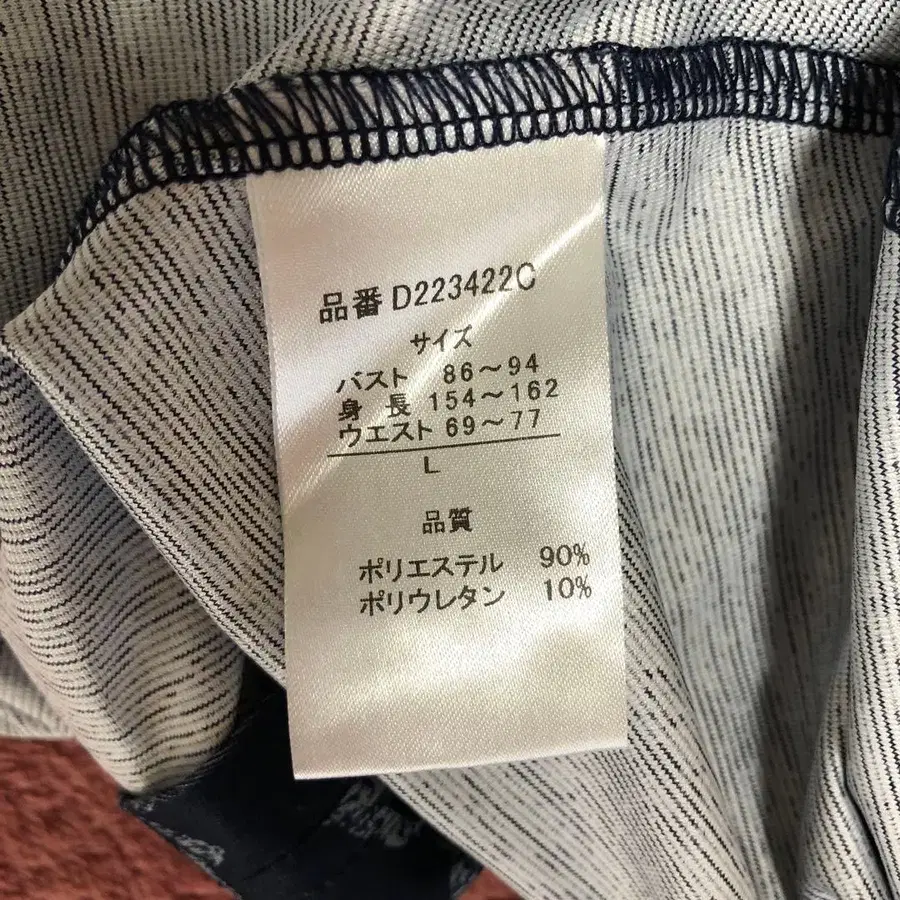 品番 D223422C
サイズ
バスト 86～94
身長 154～162
ウエスト 69～77
L
品質
ポリエステル 90%
ポリウレタン 10%